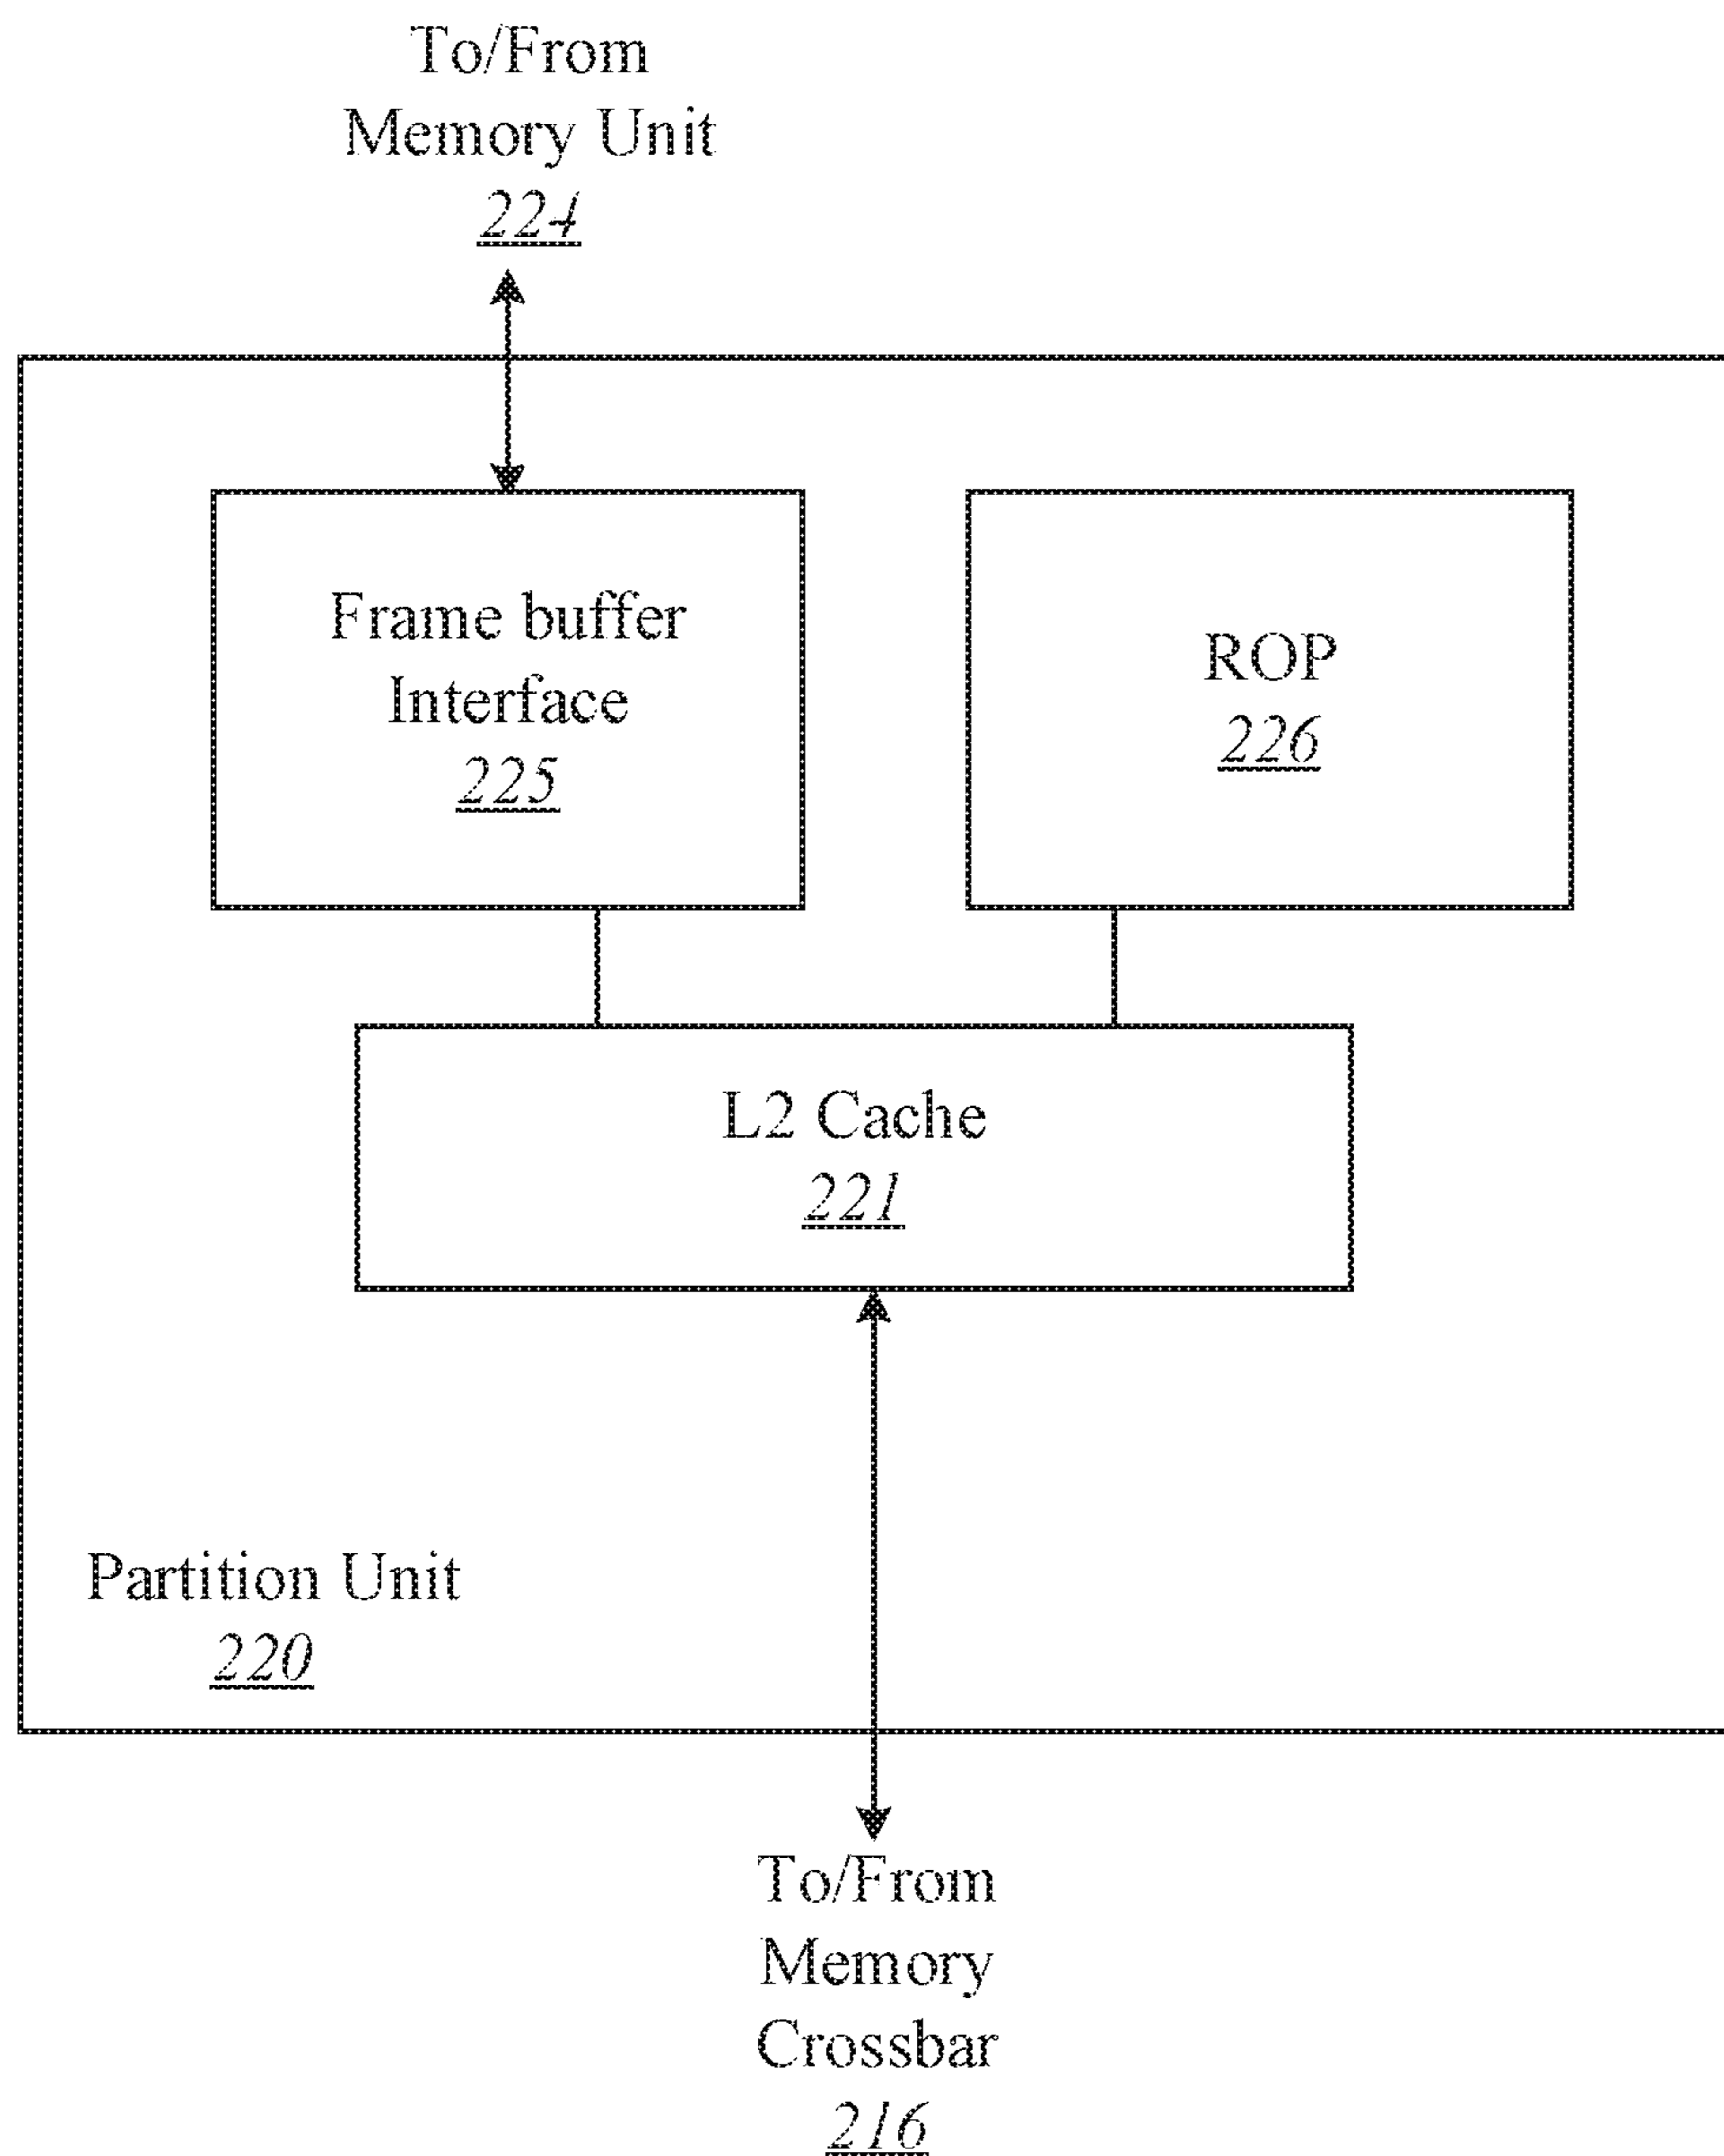 To/From
Memory Unit
224
Frame buffer
Interface
225
ROP
226
L2 Cache
221
Partition Unit
220
To/From
Memory
Crossbar
216